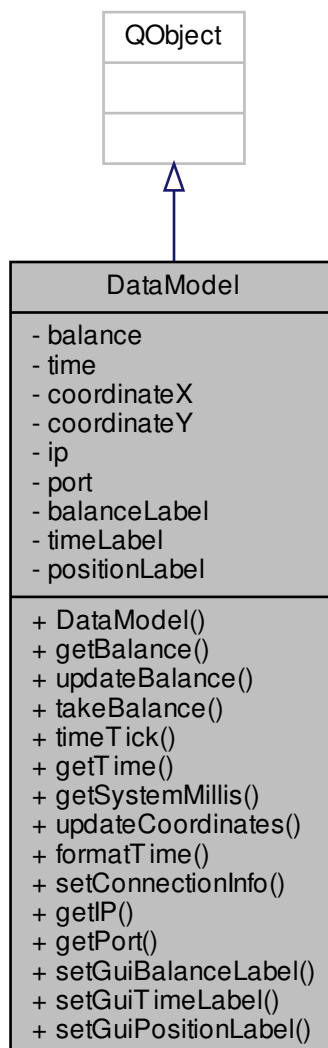 QObject
DataModel
- balance
- time
- coordinateX
- coordinateY
- ip
- port
- balanceLabel
- timeLabel
- positionLabel
+ DataModel()
+ getBalance()
+ updateBalance()
+ takeBalance()
+ timeTick()
+ getTime()
+ getSystemMillis()
+ updateCoordinates()
+ formatTime()
+ setConnectionInfo()
+ getIP()
+ getPort()
+ setGuiBalanceLabel()
+ setGuiTimeLabel()
+ setGuiPositionLabel()